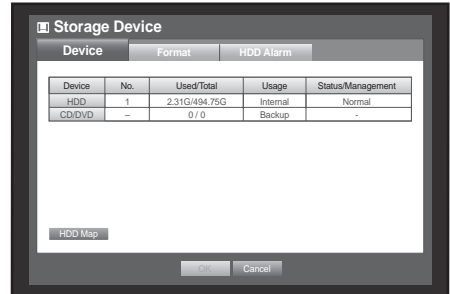 Storage Device
Device Format HDD Alarm
Device No. Used/Total Usage Status/Management
HDD 1 2.31G/494.75G Internal Normal
CD/DVD – 0 / 0 Backup -
HDD Map
OK Cancel